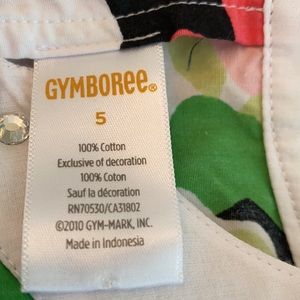 GYMBOREE®
5
100% Cotton
Exclusive of decoration
100% Coton
Sauf la décoration
RN70530/CA31802
©2010 GYM-MARK, INC.
Made in Indonesia